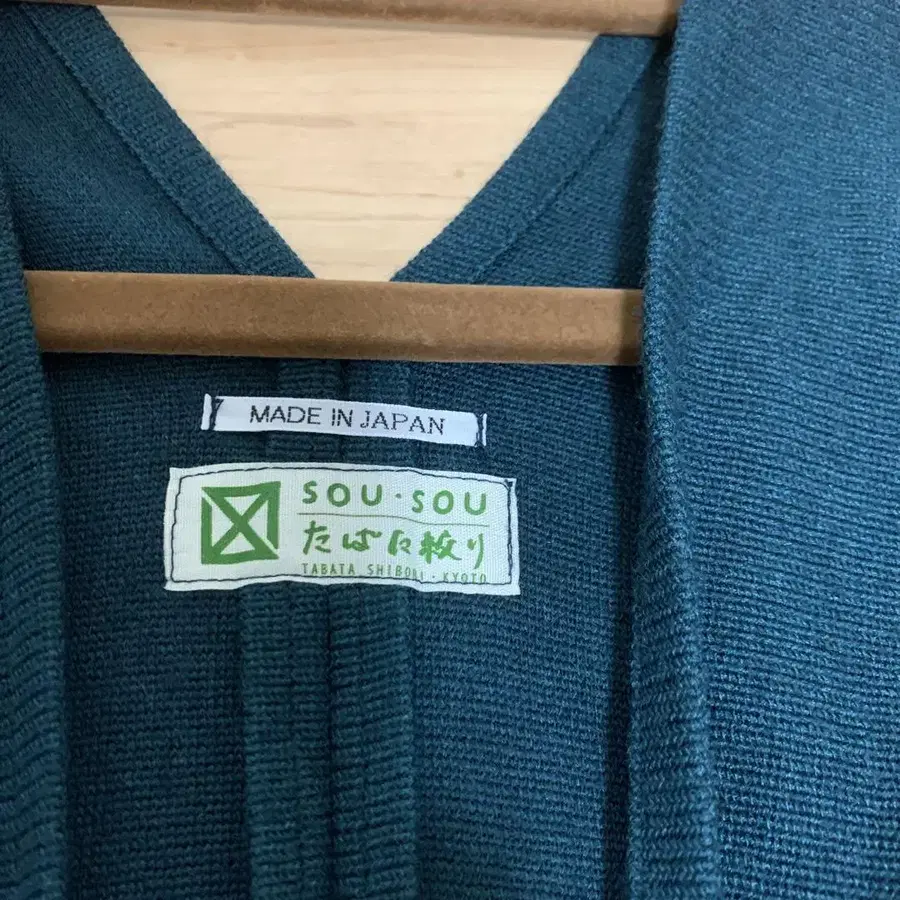 MADE IN JAPAN
SOU・SOU
たばた絞り
TABATA SHIBORI・KYOTO